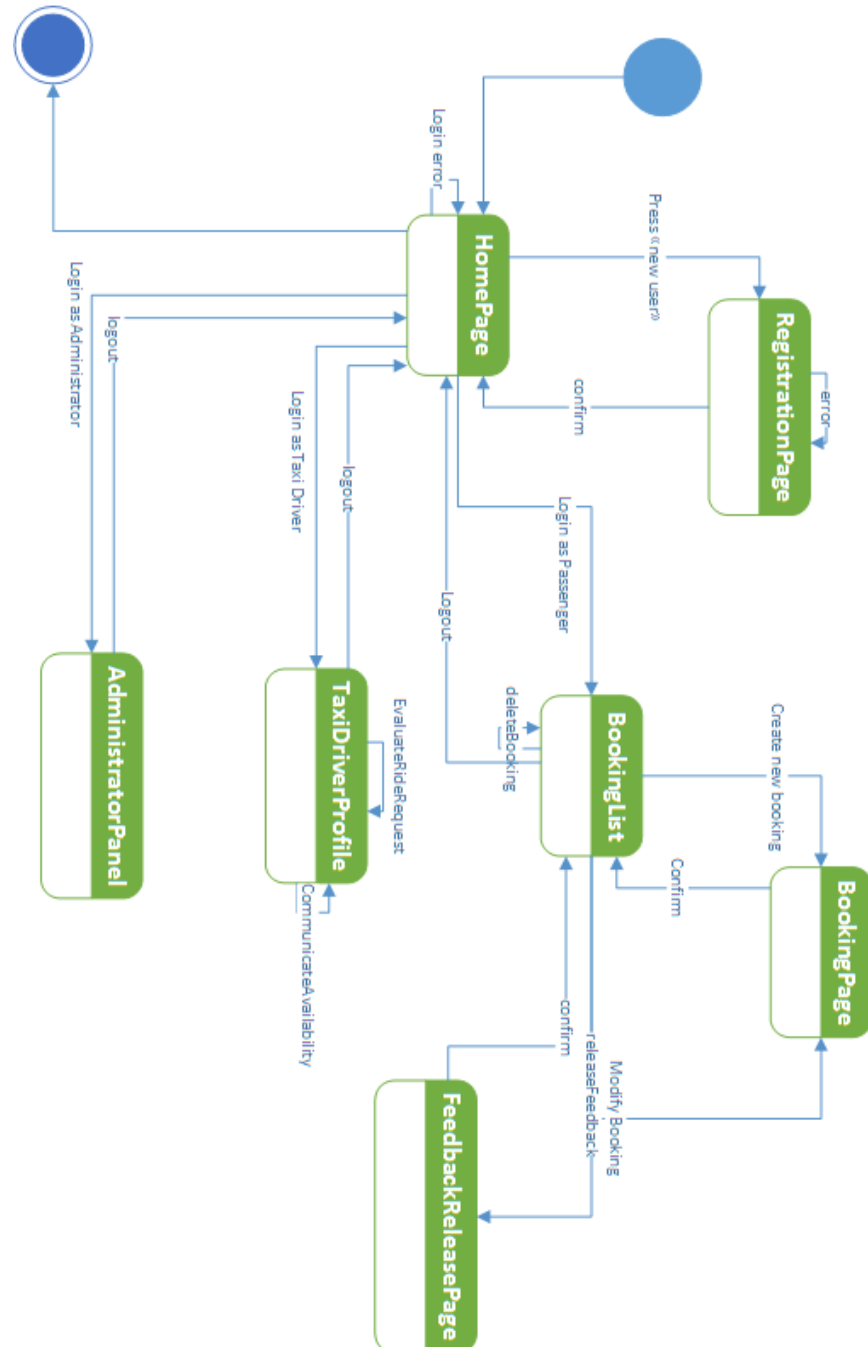 Login error
HomePage
Press «new user»
RegistrationPage
error
confirm
Login as Administrator
logout
Login as Taxi Driver
logout
Logout
Login as Passenger
AdministratorPanel
TaxiDriverProfile
EvaluateRideRequest
CommunicateAvailability
deleteBooking
BookingList
Create new booking
Confirm
BookingPage
confirm
releaseFeedback
Modify Booking
FeedbackReleasePage